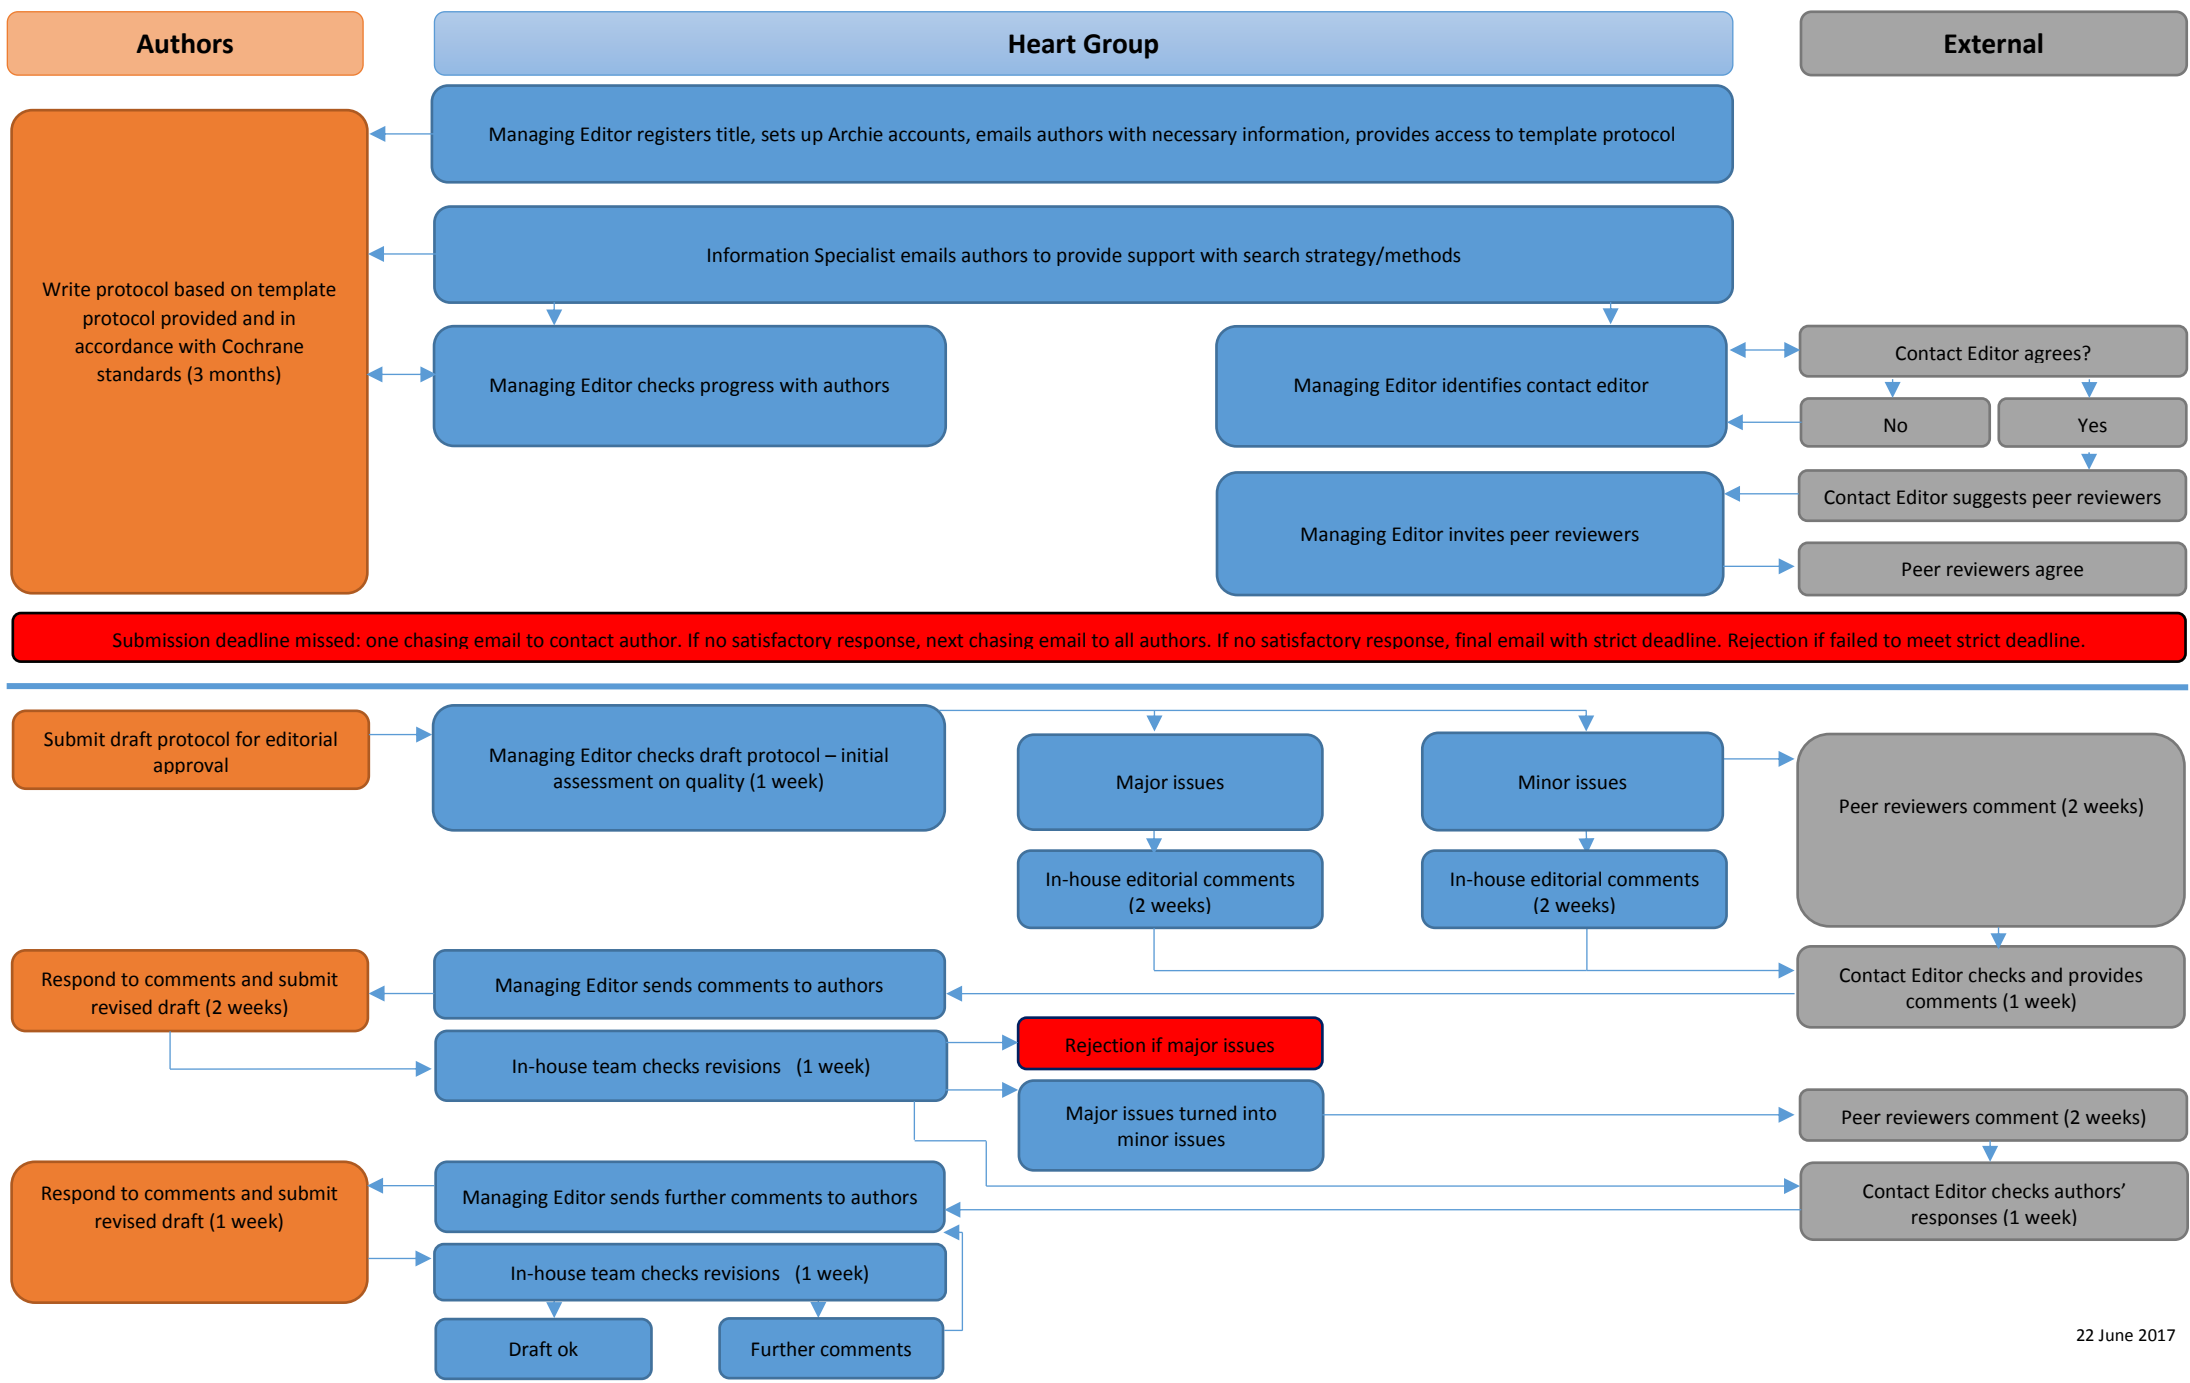 Authors
Heart Group
External
Managing Editor registers title, sets up Archie accounts, emails authors with necessary information, provides access to template protocol
Information Specialist emails authors to provide support with search strategy/methods
Write protocol based on template
protocol provided and in
accordance with Cochrane
standards (3 months)
Managing Editor checks progress with authors
Managing Editor identifies contact editor
Contact Editor agrees?
No
Yes
Contact Editor suggests peer reviewers
Managing Editor invites peer reviewers
Peer reviewers agree
Submission deadline missed: one chasing email to contact author. If no satisfactory response, next chasing email to all authors. If no satisfactory response, final email with strict deadline. Rejection if failed to meet strict deadline.
Submit draft protocol for editorial
approval
Managing Editor checks draft protocol – initial
assessment on quality (1 week)
Major issues
Minor issues
Peer reviewers comment (2 weeks)
In-house editorial comments
(2 weeks)
In-house editorial comments
(2 weeks)
Respond to comments and submit
revised draft (2 weeks)
Managing Editor sends comments to authors
Contact Editor checks and provides
comments (1 week)
In-house team checks revisions (1 week)
Rejection if major issues
Major issues turned into
minor issues
Peer reviewers comment (2 weeks)
Respond to comments and submit
revised draft (1 week)
Managing Editor sends further comments to authors
Contact Editor checks authors’
responses (1 week)
In-house team checks revisions (1 week)
Draft ok
Further comments
22 June 2017